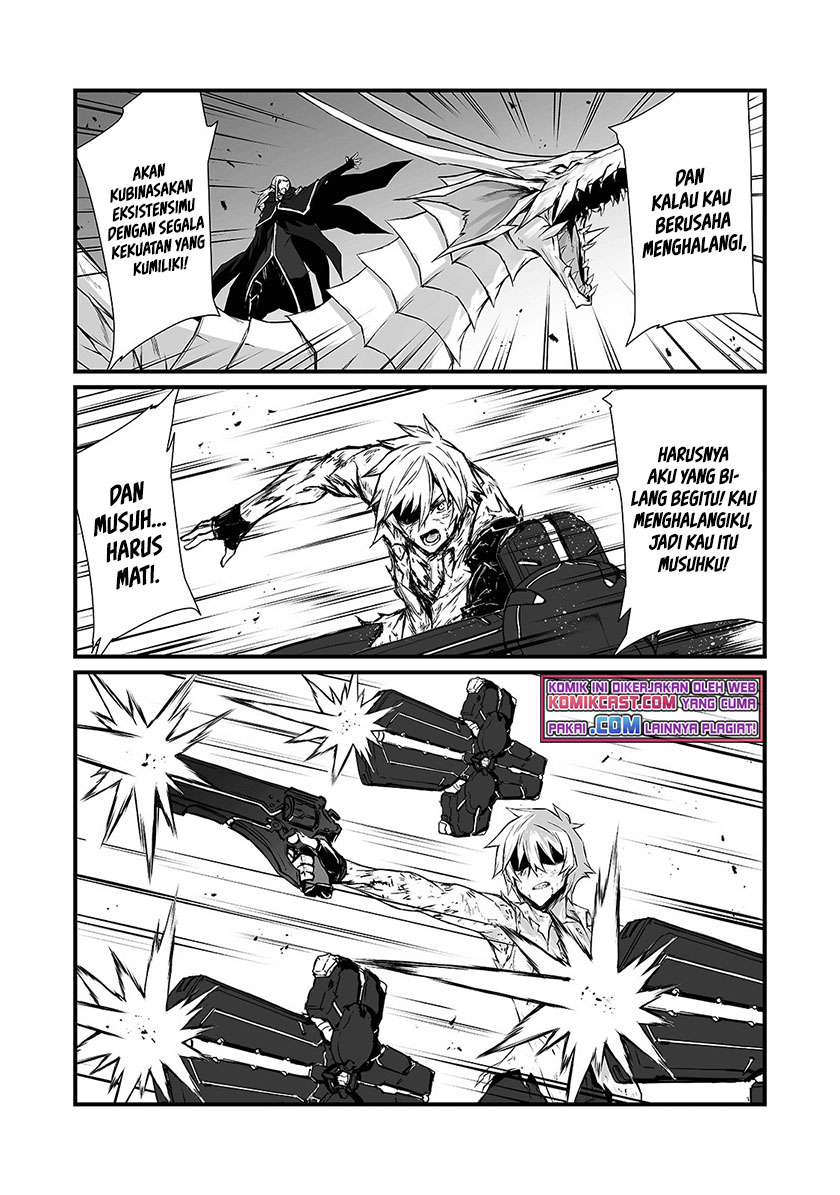 DAN
KALAU KAU
BERUSAHA
MENGHALANGI,
AKAN
KUBINASAKAN
EKSISTENSIMU
DENGAN SEGALA
KEKUATAN YANG
KUMILIKI!
HARUSNYA
AKU YANG BI-
LANG BEGITU! KAU
MENGHALANGIKU,
JADI KAU ITU
MUSUHKU!
DAN
MUSUH...
HARUS
MATI.
KOMIK INI DIKERJAKAN OLEH WEB
KOMIKCAST.COM YANG CUMA
PAKAI .COM LAINNYA PLAGIAT!